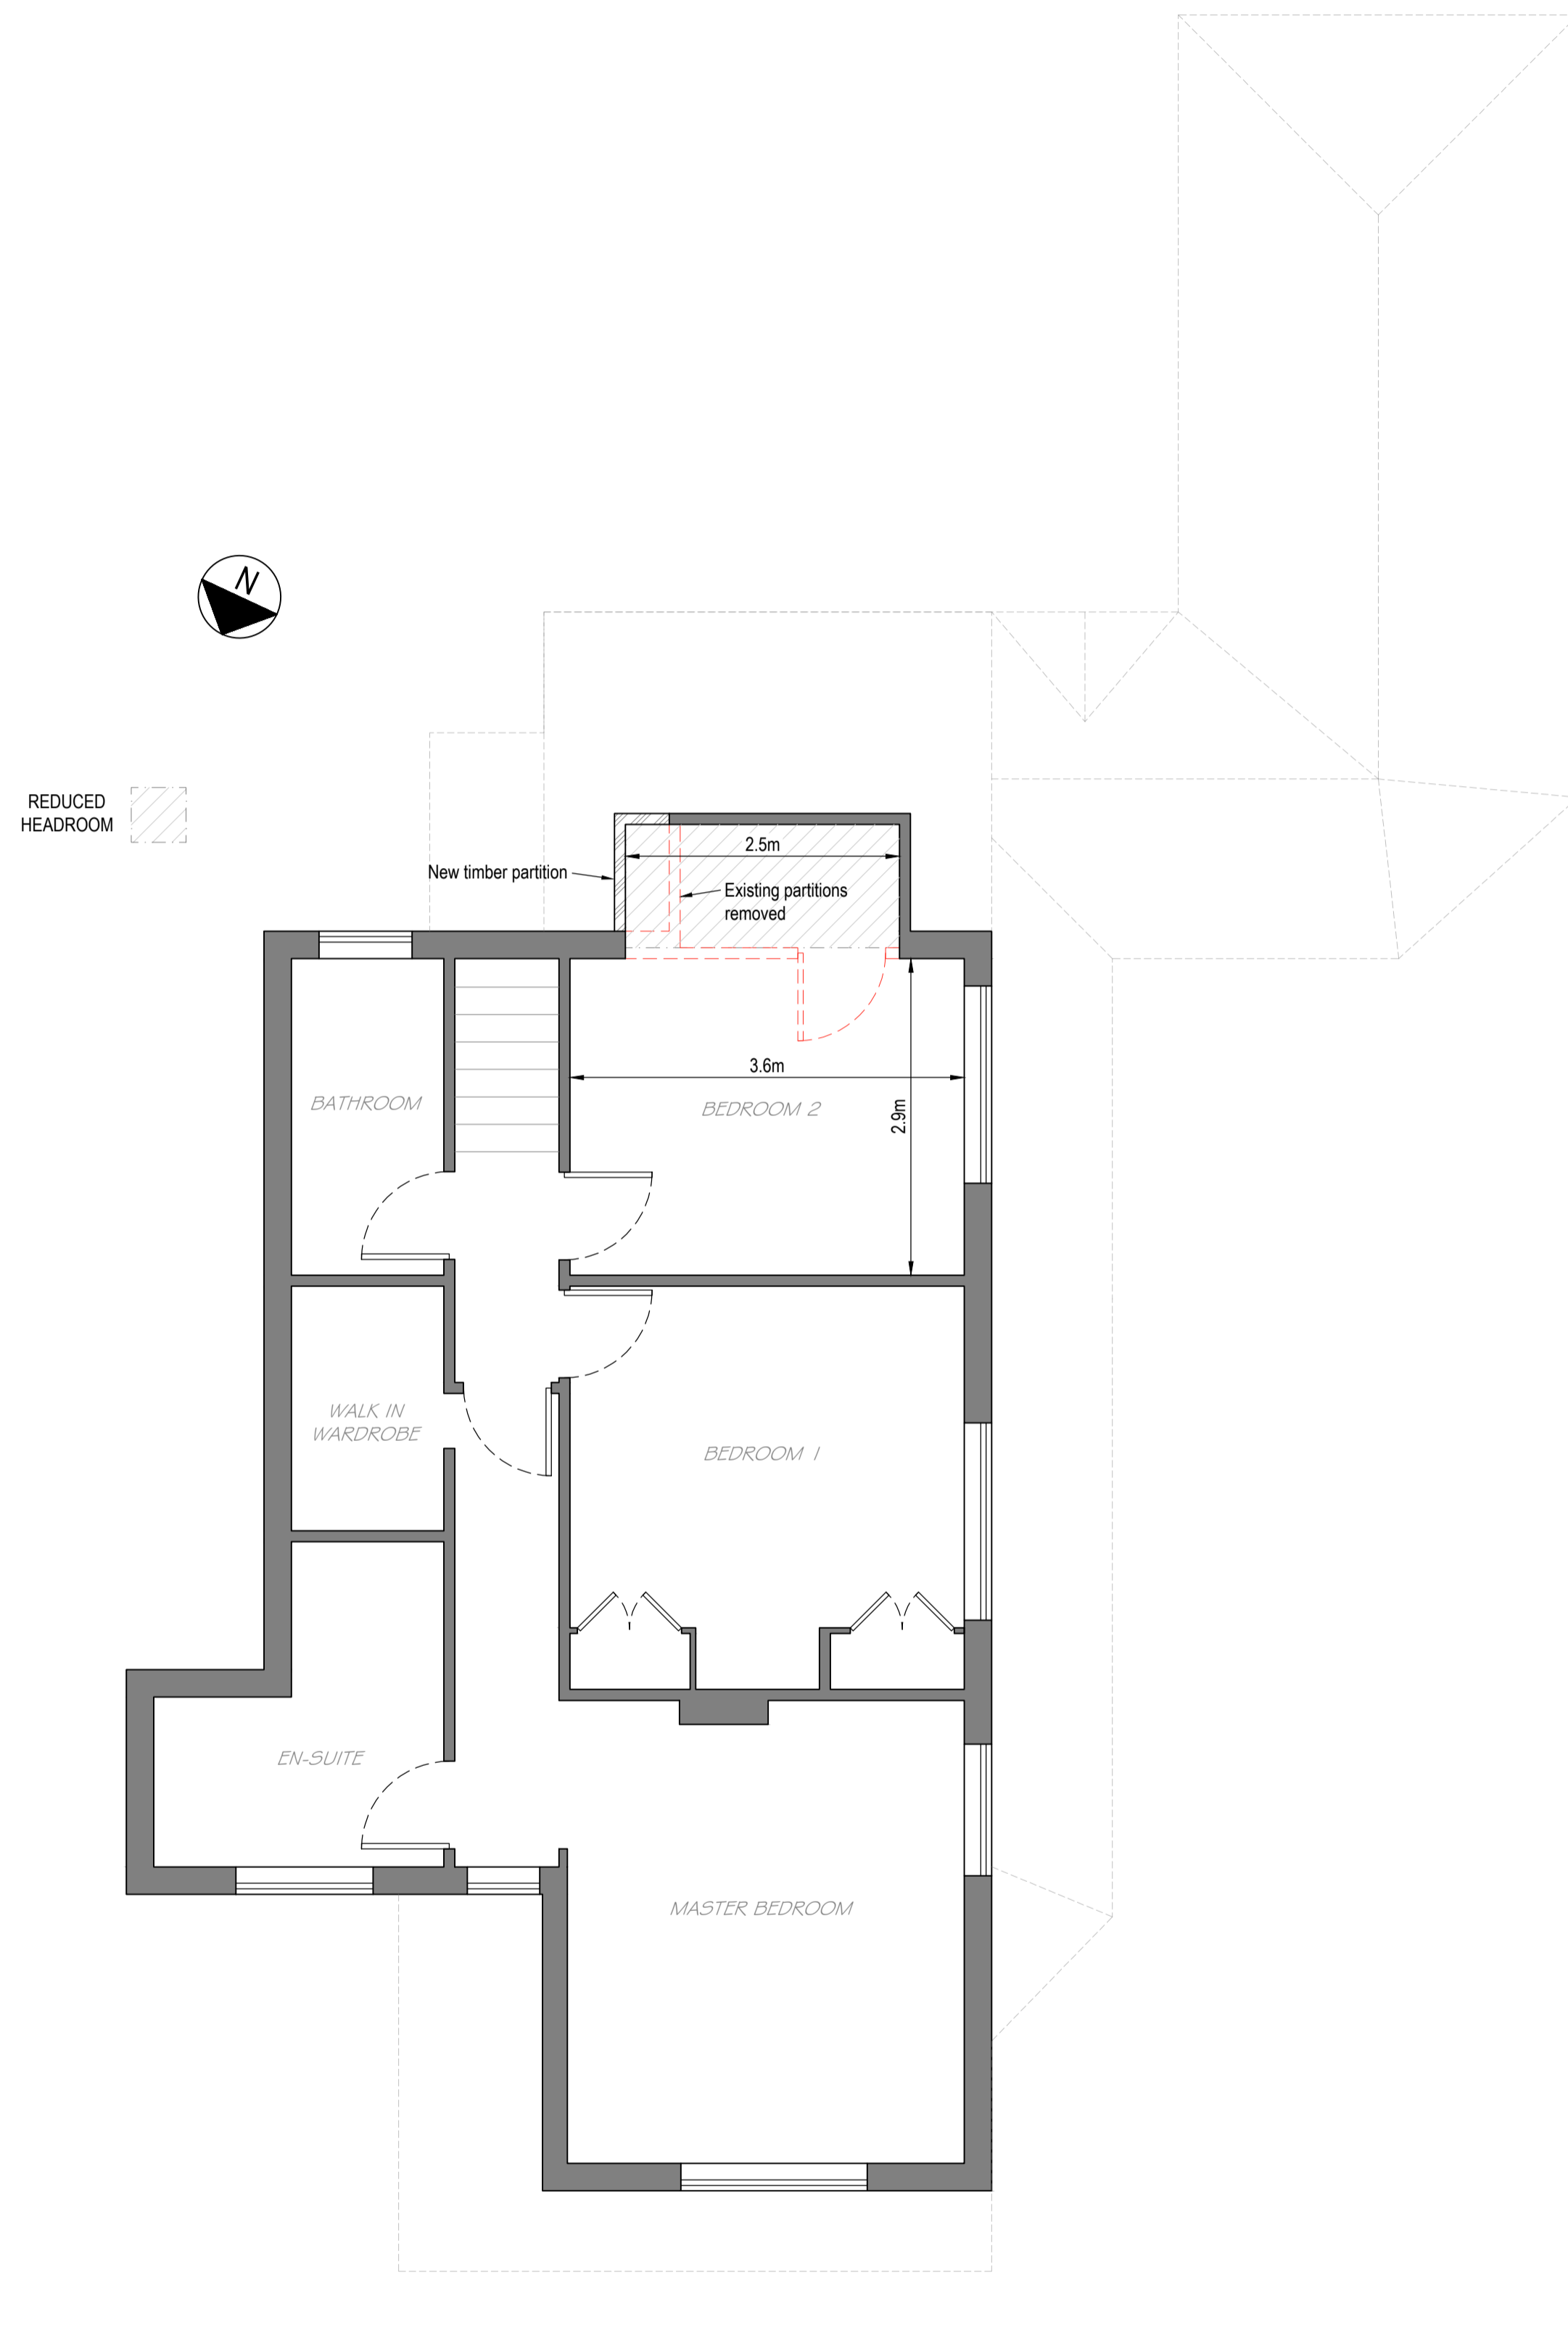 N
REDUCED
HEADROOM
2.5m
New timber partition
Existing partitions
removed
3.6m
BATHROOM
BEDROOM 2
2.9m
WALK IN
WARDROBE
BEDROOM 1
EN-SUITE
MASTER BEDROOM